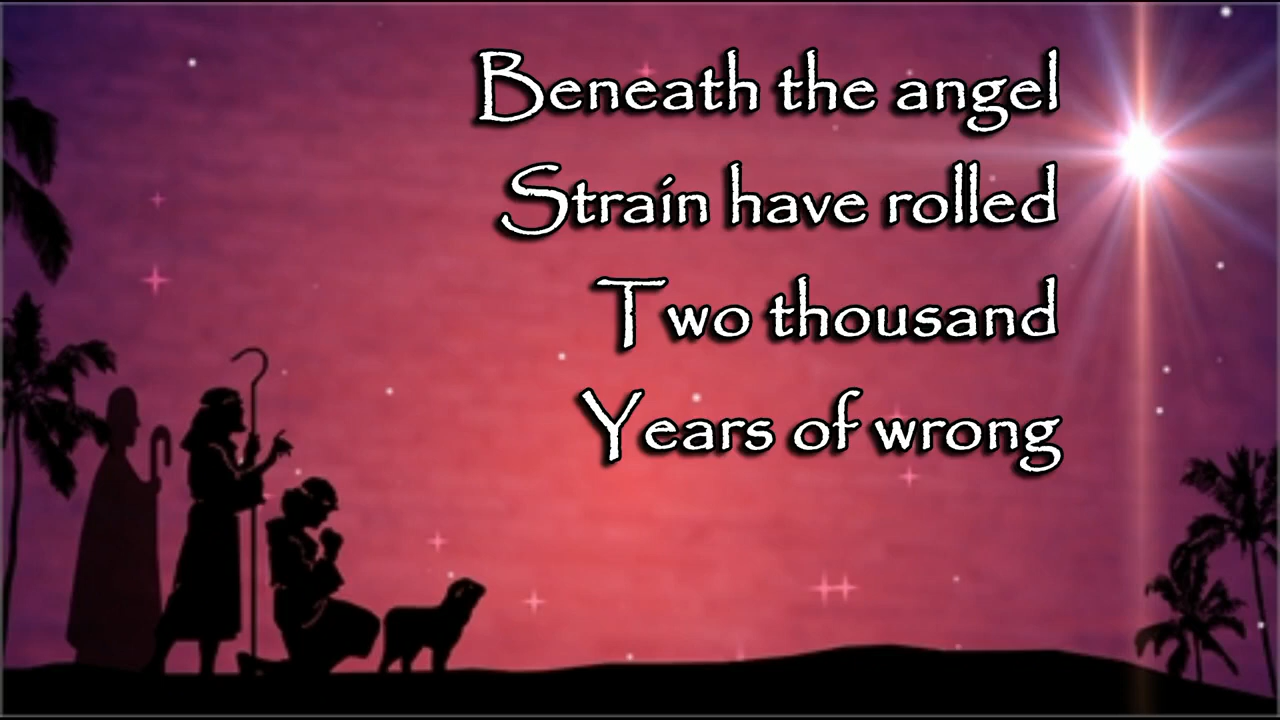 Beneath the angel
Strain have rolled
Two thousand
Years of wrong